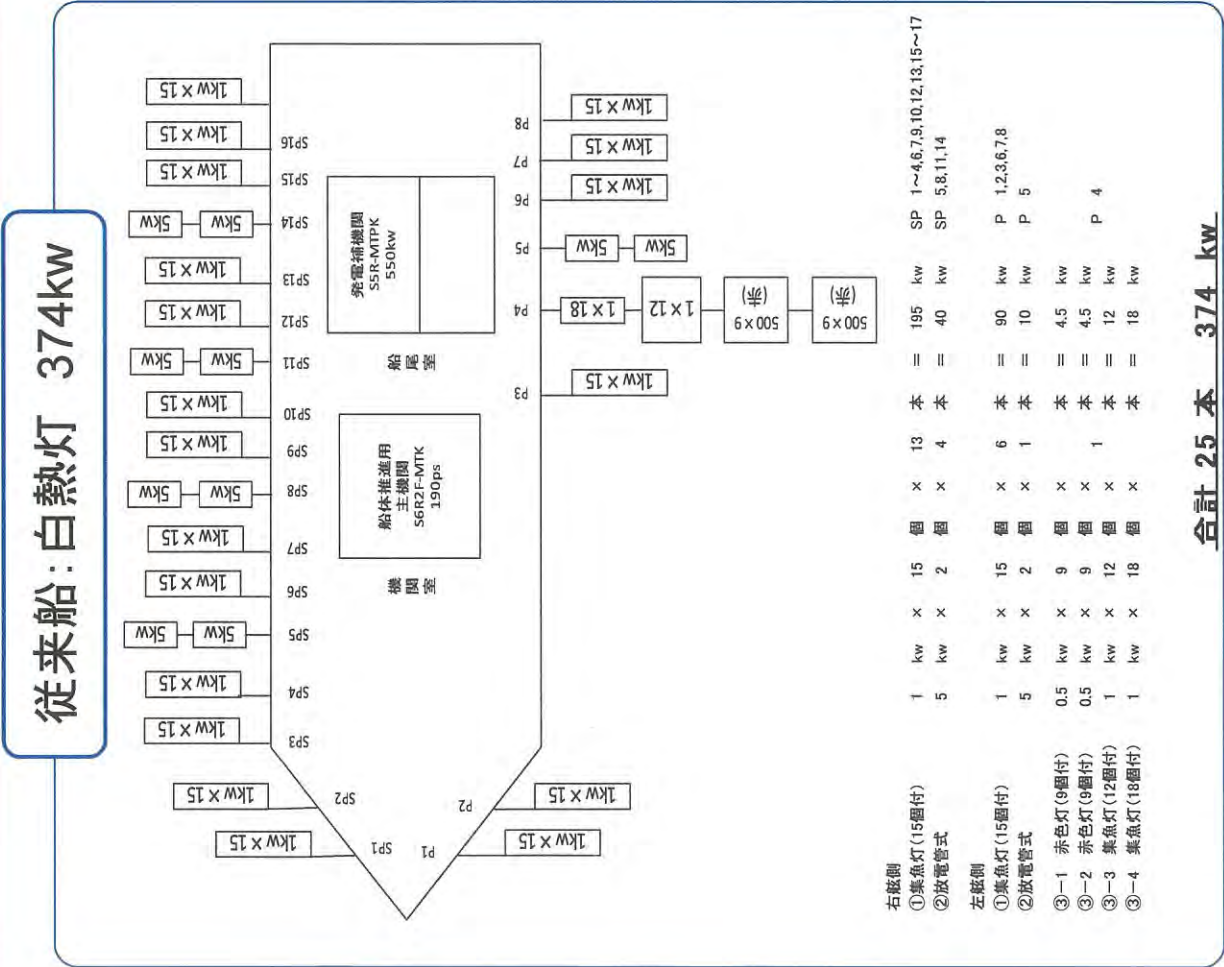 従来船:白熱灯 374kw
1kw×15
1kw×15
1kw×15
1kw×15
5kw
5kw
1kw×15
1kw×15
5kw
5kw
1kw×15
1kw×15
5kw
5kw
1kw×15
1kw×15
5kw
5kw
1kw×15
1kw×15
1kw×15
SP1
SP2
SP3
SP4
SP5
SP6
SP7
SP8
SP9
SP10
SP11
SP12
SP13
SP14
SP15
SP16
機関室
船体推進用
主機関
S6R2F-MTK
190ps
船尾室
発電補機関
S5R-MTPK
550kw
P1
P2
P3
P4
P5
P6
P7
P8
1kw×15
1kw×15
1kw×15
1×18
1×12
500×9
(赤)
500×9
(赤)
5kw
5kw
1kw×15
1kw×15
1kw×15
右舷側
①集魚灯(15個付) 1 kw × 15 個 × 13 本 = 195 kw SP 1~4,6,7,9,10,12,13,15~17
②放電管式 5 kw × 2 個 × 4 本 = 40 kw SP 5,8,11,14
左舷側
①集魚灯(15個付) 1 kw × 15 個 × 6 本 = 90 kw P 1,2,3,6,7,8
②放電管式 5 kw × 2 個 × 1 本 = 10 kw P 5
③-1 赤色灯(9個付) 0.5 kw × 9 個 × 本 = 4.5 kw
③-2 赤色灯(9個付) 0.5 kw × 9 個 × 1 本 = 4.5 kw P 4
③-3 集魚灯(12個付) 1 kw × 12 個 × 本 = 12 kw
③-4 集魚灯(18個付) 1 kw × 18 個 × 本 = 18 kw
合計 25 本 374 kw